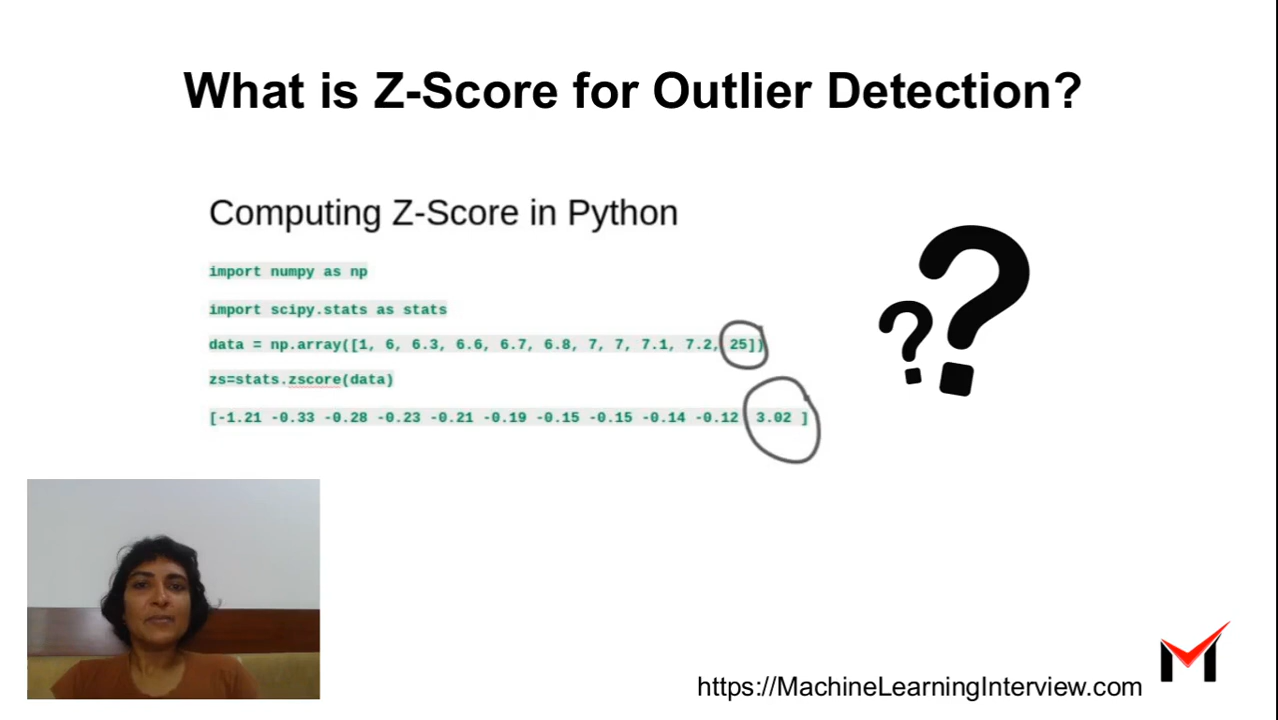 What is Z-Score for Outlier Detection?
Computing Z-Score in Python
import numpy as np
import scipy.stats as stats
data = np.array([1, 6, 6.3, 6.6, 6.7, 6.8, 7, 7, 7.1, 7.2, 25])
zs=stats.zscore(data)
[-1.21 -0.33 -0.28 -0.23 -0.21 -0.19 -0.15 -0.15 -0.14 -0.12 3.02 ]
https://MachineLearningInterview.com